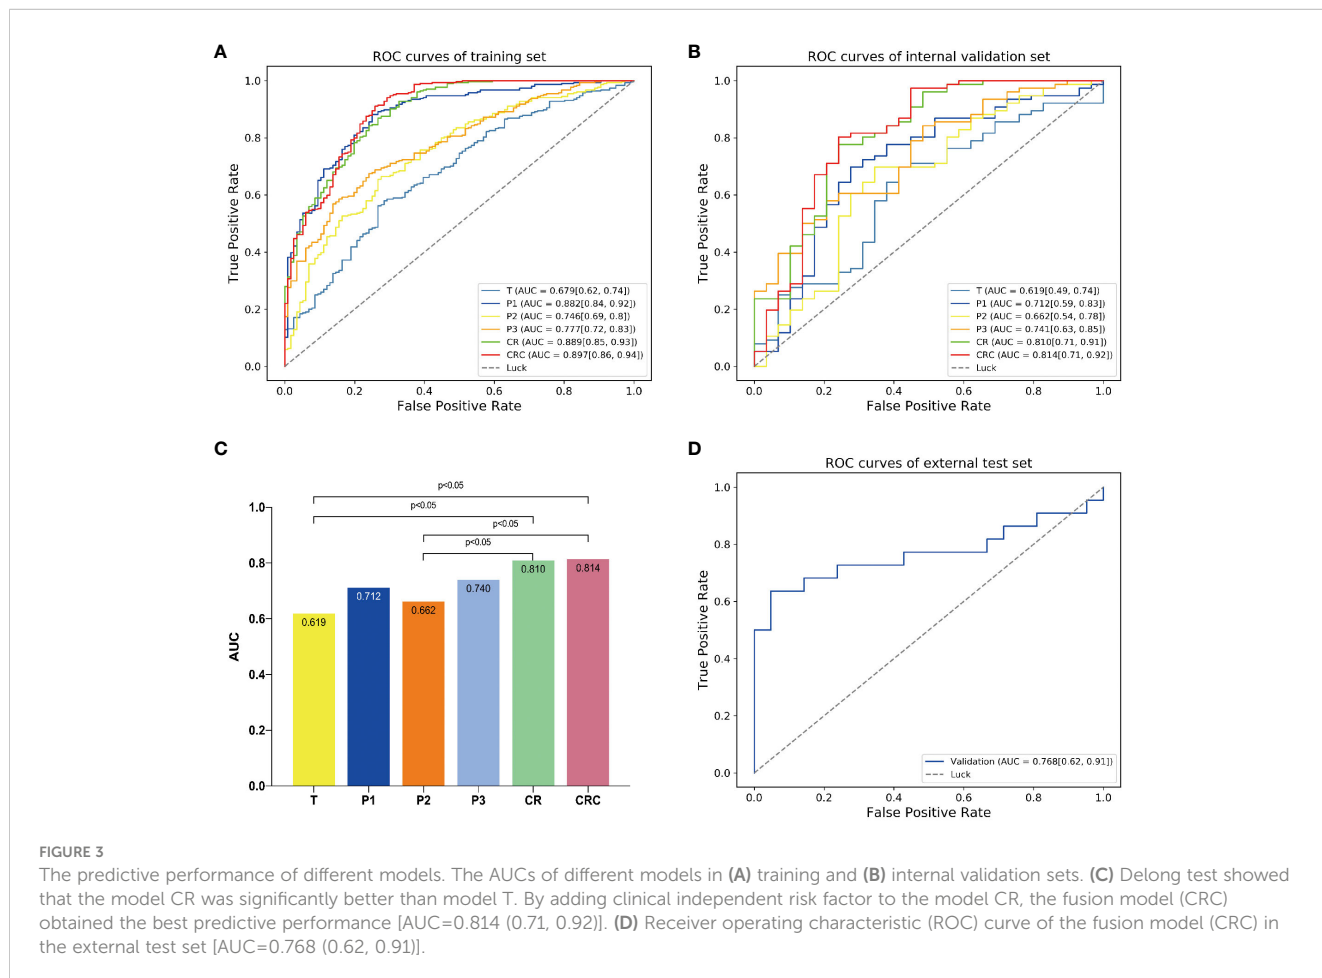 A
ROC curves of training set
True Positive Rate
1.0
0.8
0.6
0.4
0.2
0.0
T (AUC = 0.679[0.62, 0.74])
P1 (AUC = 0.882[0.84, 0.92])
P2 (AUC = 0.746[0.69, 0.8])
P3 (AUC = 0.777[0.72, 0.83])
CR (AUC = 0.889[0.85, 0.93])
CRC (AUC = 0.897[0.86, 0.94])
Luck
0.0 0.2 0.4 0.6 0.8 1.0
False Positive Rate
B
ROC curves of internal validation set
True Positive Rate
1.0
0.8
0.6
0.4
0.2
0.0
T (AUC = 0.619[0.49, 0.74])
P1 (AUC = 0.712[0.59, 0.83])
P2 (AUC = 0.662[0.54, 0.78])
P3 (AUC = 0.741[0.63, 0.85])
CR (AUC = 0.810[0.71, 0.91])
CRC (AUC = 0.814[0.71, 0.92])
Luck
0.0 0.2 0.4 0.6 0.8 1.0
False Positive Rate
C
p<0.05
p<0.05
p<0.05
p<0.05
AUC
1.0
0.8
0.6
0.4
0.2
0.0
0.619 0.712 0.662 0.740 0.810 0.814
T P1 P2 P3 CR CRC
D
ROC curves of external test set
True Positive Rate
1.0
0.8
0.6
0.4
0.2
0.0
Validation (AUC = 0.768[0.62, 0.91])
Luck
0.0 0.2 0.4 0.6 0.8 1.0
False Positive Rate
FIGURE 3
The predictive performance of different models. The AUCs of different models in (A) training and (B) internal validation sets. (C) Delong test showed
that the model CR was significantly better than model T. By adding clinical independent risk factor to the model CR, the fusion model (CRC)
obtained the best predictive performance [AUC=0.814 (0.71, 0.92)]. (D) Receiver operating characteristic (ROC) curve of the fusion model (CRC) in
the external test set [AUC=0.768 (0.62, 0.91)].